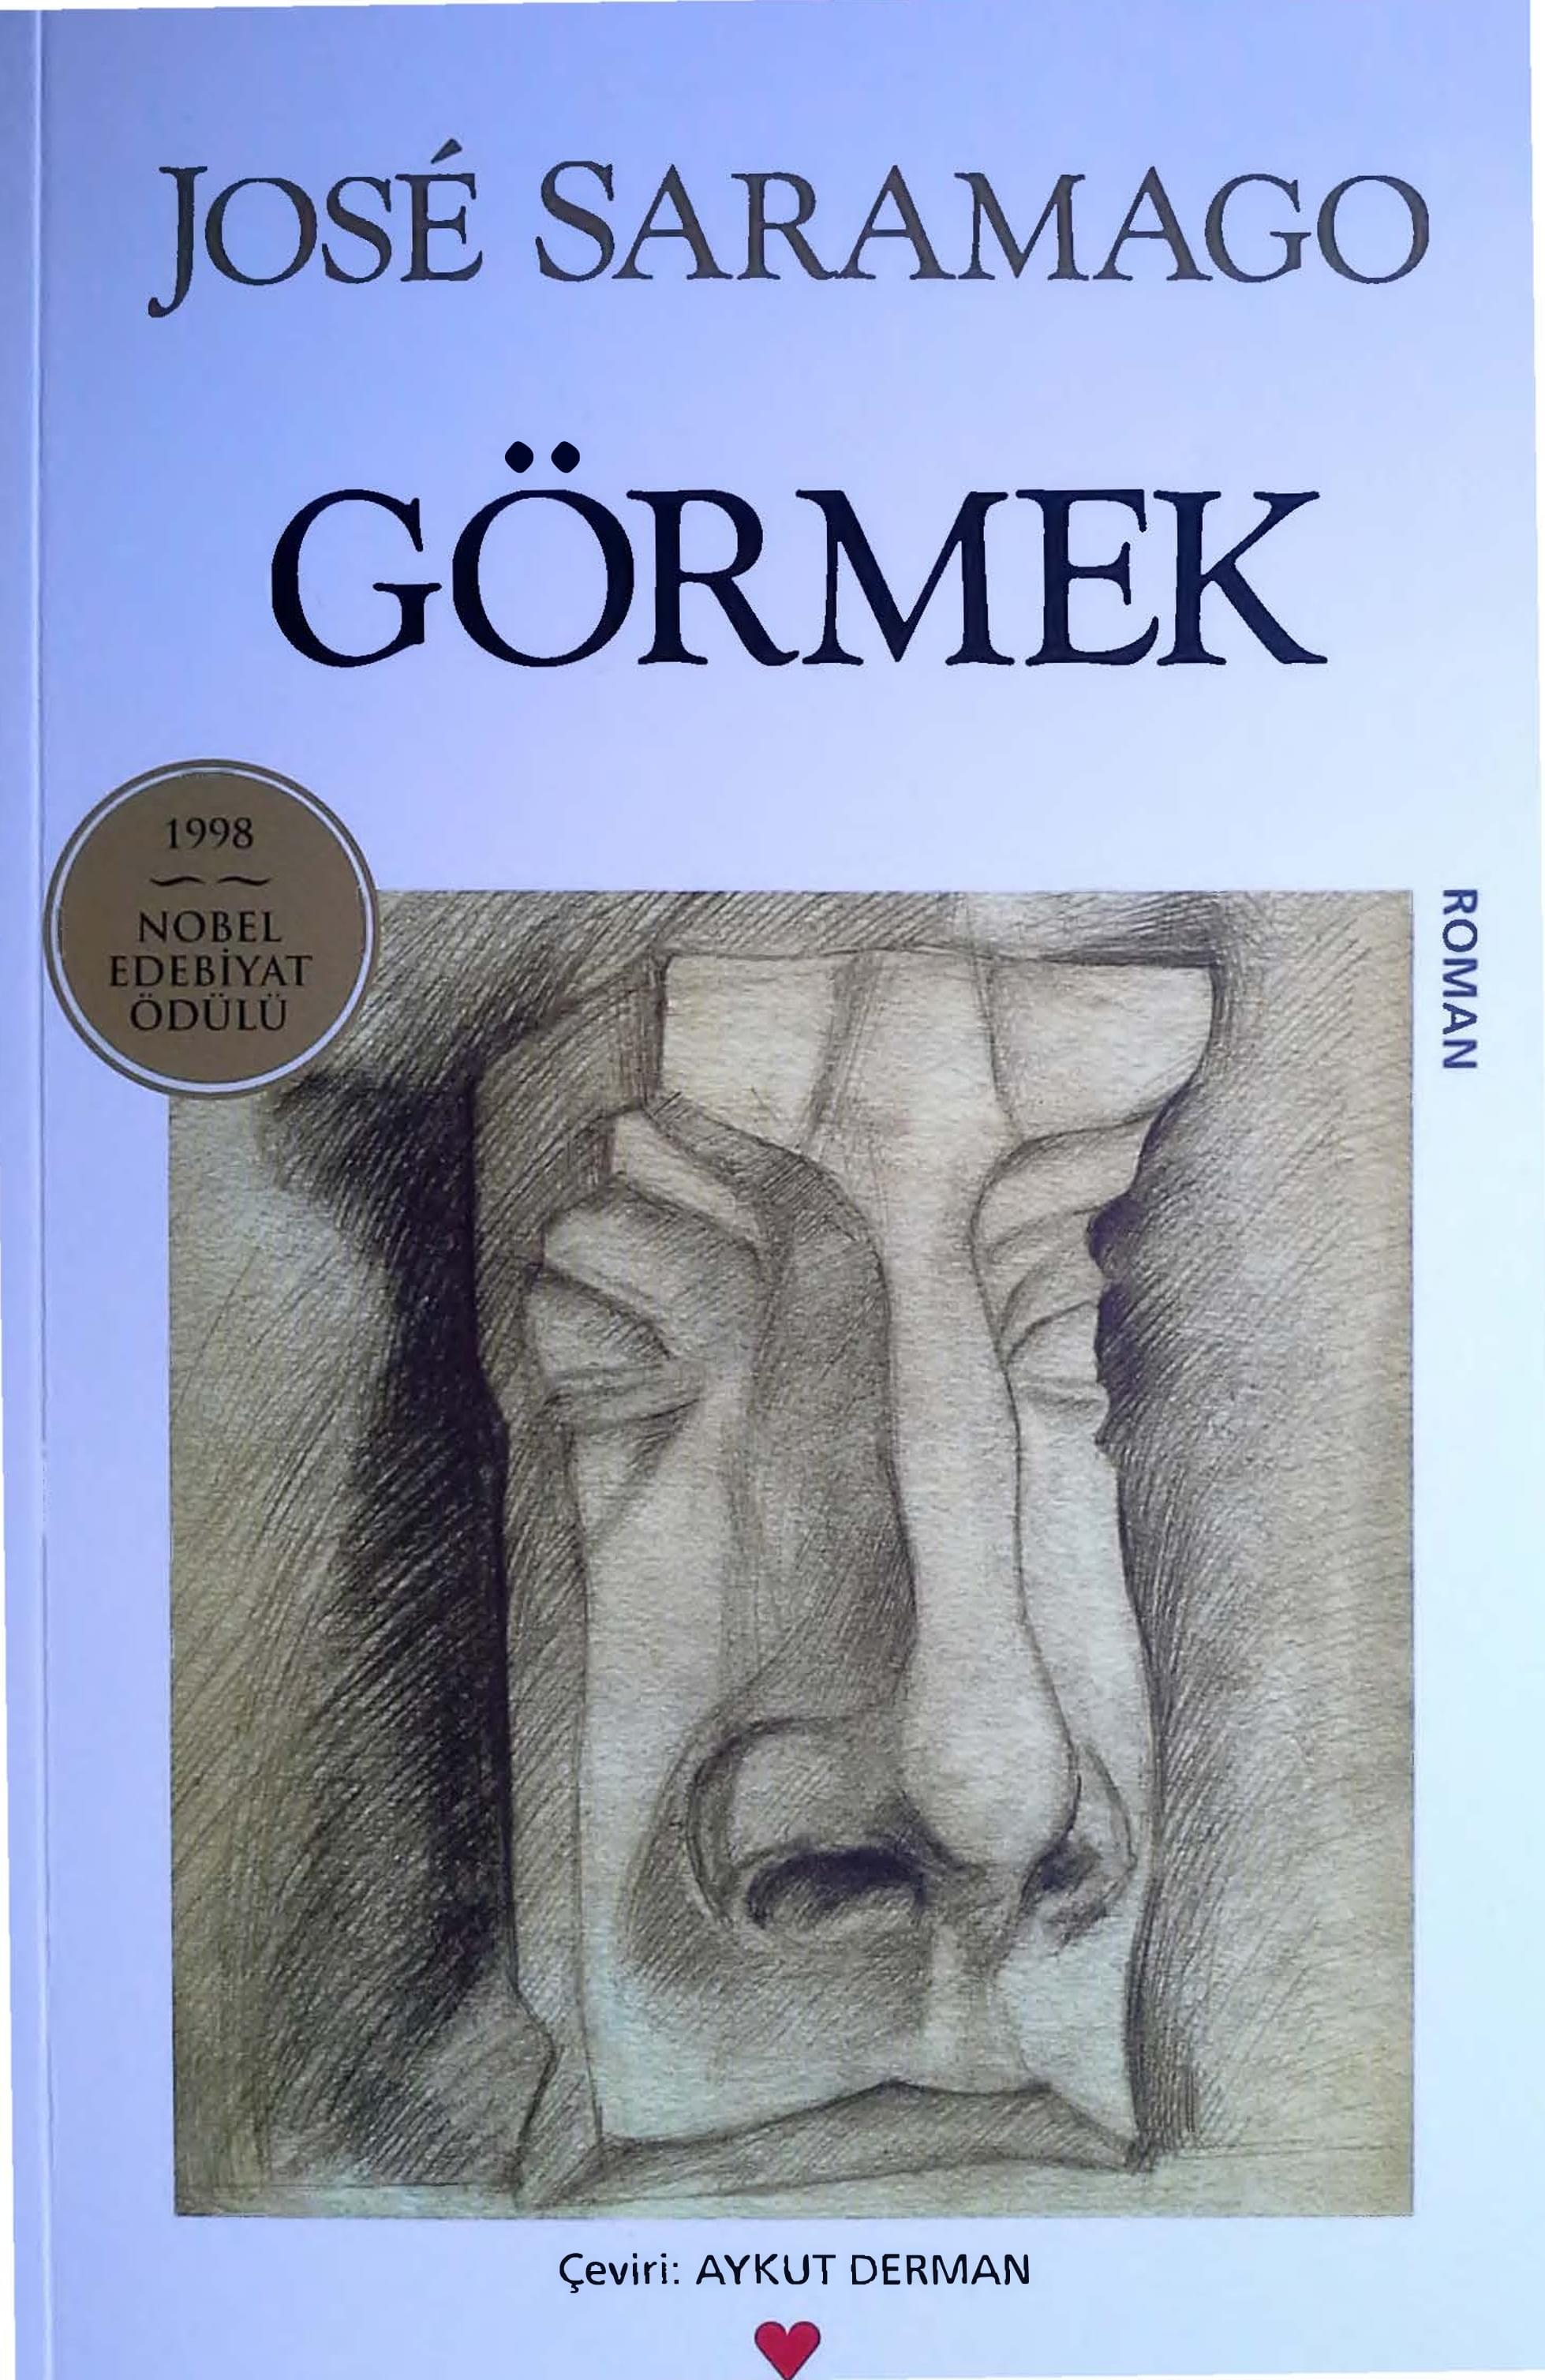 JOSÉ SARAMAGO
GÖRMEK
1998
NOBEL
EDEBİYAT
ÖDÜLÜ
ROMAN
Çeviri: AYKUT DERMAN